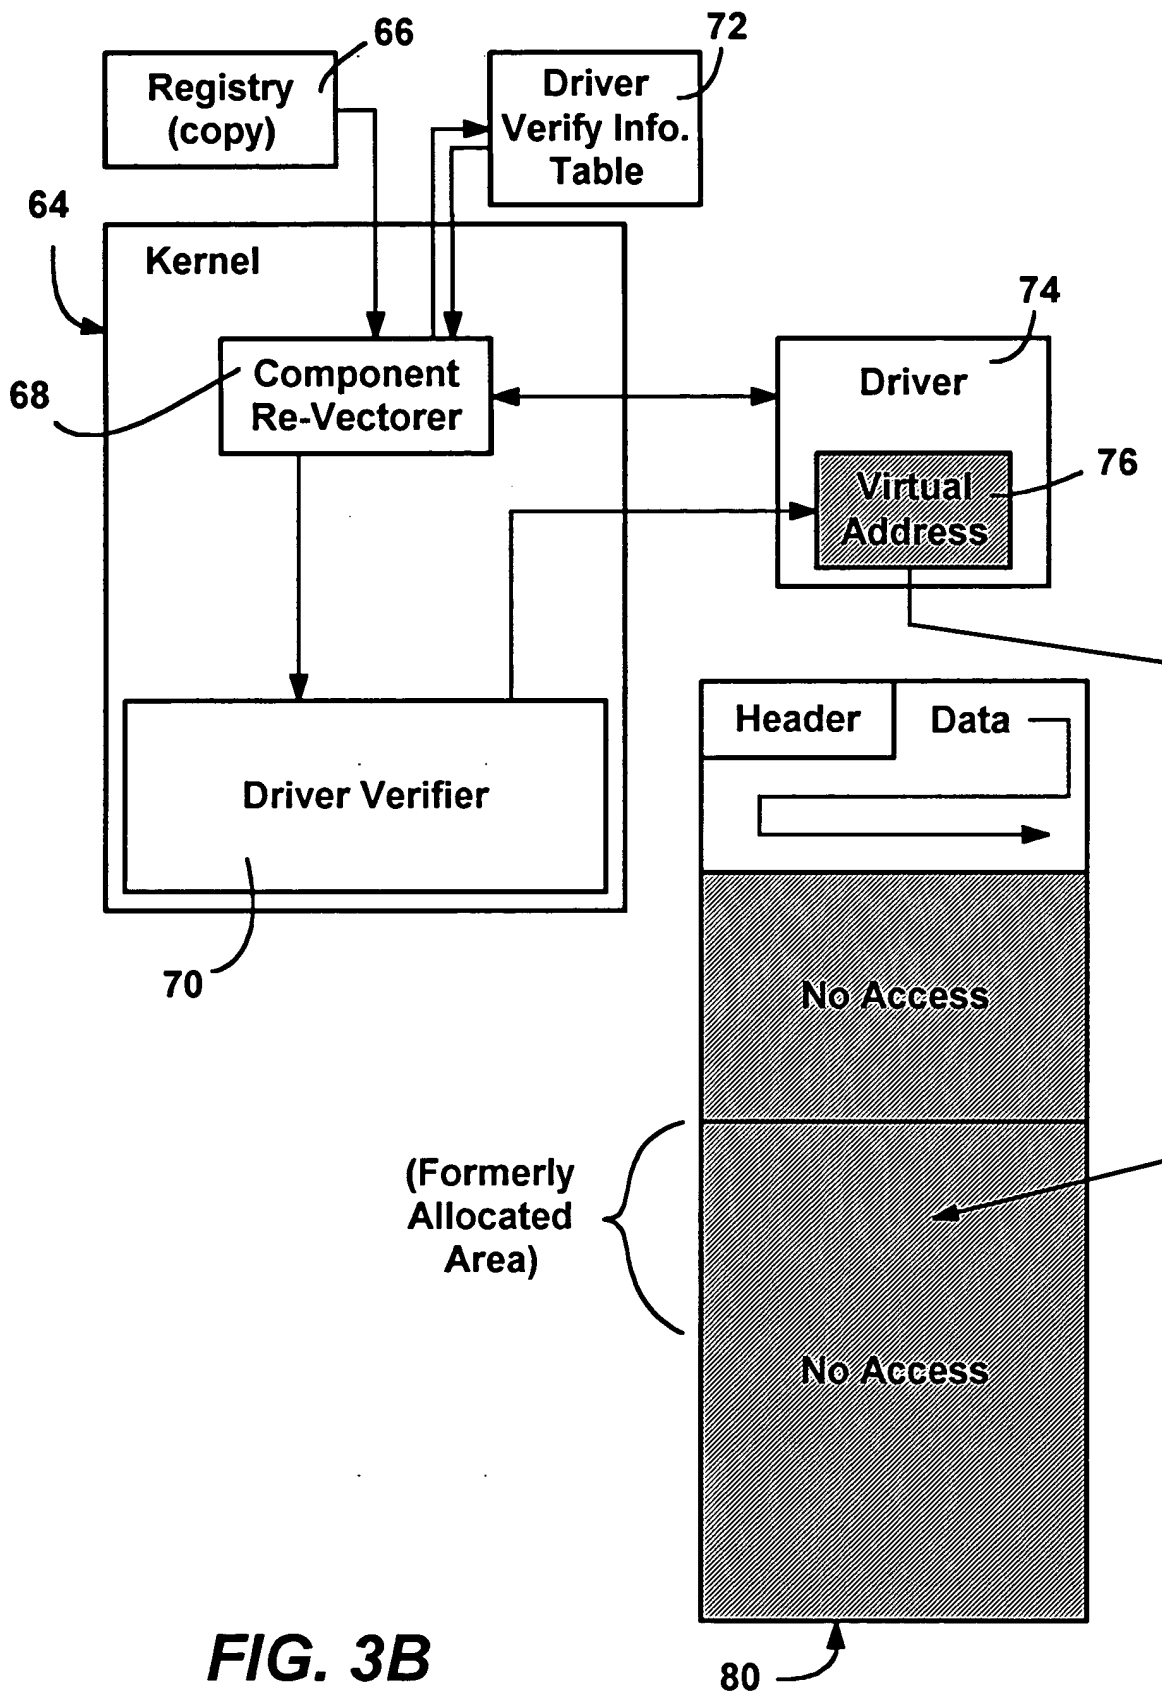 66
72
Registry
(copy)
Driver
Verify Info.
Table
64
Kernel
74
68
Component
Re-Vectorer
Driver
76
Virtual
Address
Header
Data
Driver Verifier
70
No Access
(Formerly
Allocated
Area)
No Access
FIG. 3B
80